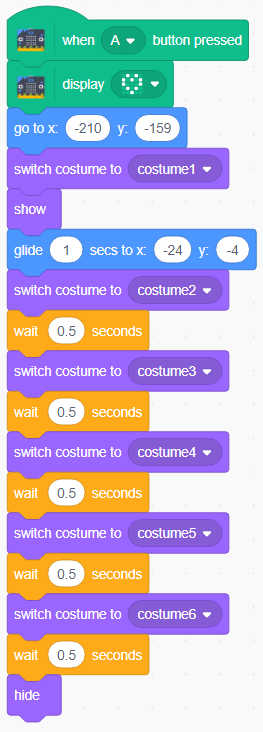 when A button pressed
display
go to x: -210 y: -159
switch costume to costume1
show
glide 1 secs to x: -24 y: -4
switch costume to costume2
wait 0.5 seconds
switch costume to costume3
wait 0.5 seconds
switch costume to costume4
wait 0.5 seconds
switch costume to costume5
wait 0.5 seconds
switch costume to costume6
wait 0.5 seconds
hide